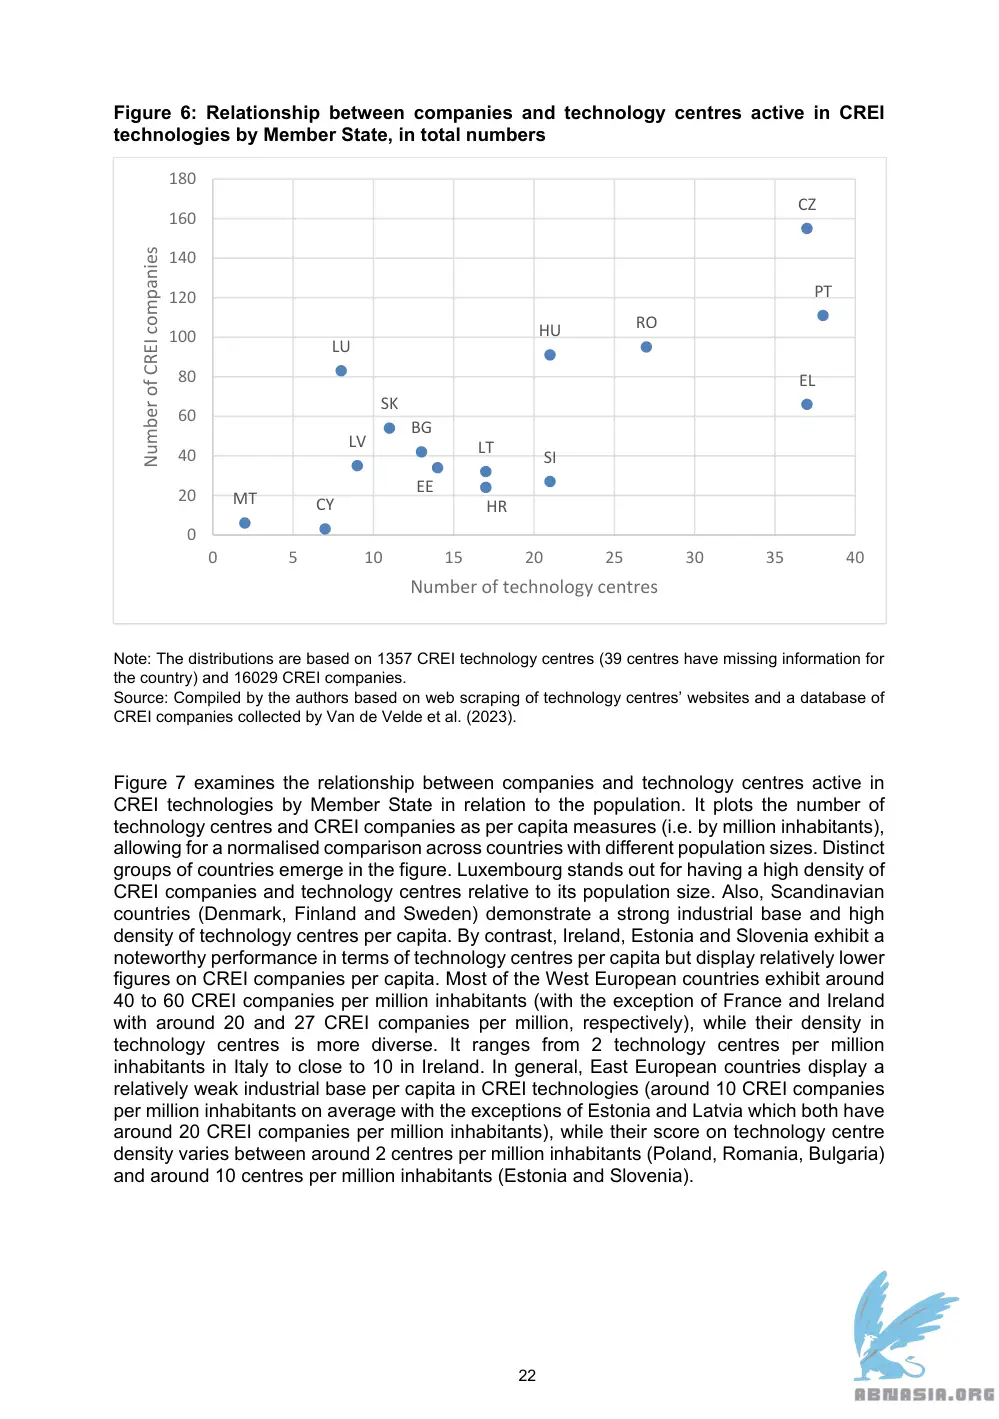 Figure 6: Relationship between companies and technology centres active in CREI
technologies by Member State, in total numbers
180
160
140
120
100
80
60
40
20
0
Number of CREI companies
CZ
PT
RO
HU
LU
EL
SK
BG
LV
LT
SI
EE
MT
CY
HR
0 5 10 15 20 25 30 35 40
Number of technology centres
Note: The distributions are based on 1357 CREI technology centres (39 centres have missing information for
the country) and 16029 CREI companies.
Source: Compiled by the authors based on web scraping of technology centres’ websites and a database of
CREI companies collected by Van de Velde et al. (2023).
Figure 7 examines the relationship between companies and technology centres active in
CREI technologies by Member State in relation to the population. It plots the number of
technology centres and CREI companies as per capita measures (i.e. by million inhabitants),
allowing for a normalised comparison across countries with different population sizes. Distinct
groups of countries emerge in the figure. Luxembourg stands out for having a high density of
CREI companies and technology centres relative to its population size. Also, Scandinavian
countries (Denmark, Finland and Sweden) demonstrate a strong industrial base and high
density of technology centres per capita. By contrast, Ireland, Estonia and Slovenia exhibit a
noteworthy performance in terms of technology centres per capita but display relatively lower
figures on CREI companies per capita. Most of the West European countries exhibit around
40 to 60 CREI companies per million inhabitants (with the exception of France and Ireland
with around 20 and 27 CREI companies per million, respectively), while their density in
technology centres is more diverse. It ranges from 2 technology centres per million
inhabitants in Italy to close to 10 in Ireland. In general, East European countries display a
relatively weak industrial base per capita in CREI technologies (around 10 CREI companies
per million inhabitants on average with the exceptions of Estonia and Latvia which both have
around 20 CREI companies per million inhabitants), while their score on technology centre
density varies between around 2 centres per million inhabitants (Poland, Romania, Bulgaria)
and around 10 centres per million inhabitants (Estonia and Slovenia).
22
ABNASIA.ORG